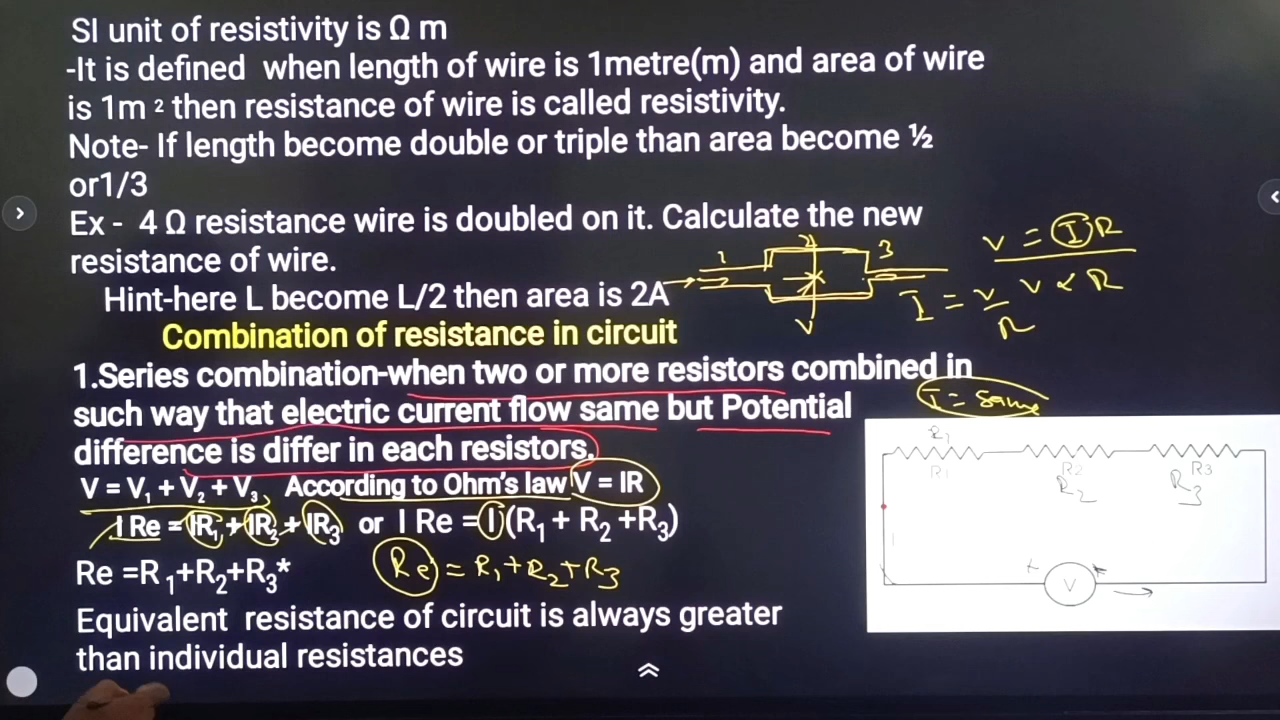 SI unit of resistivity is Ω m
-It is defined when length of wire is 1metre(m) and area of wire
is 1m 2 then resistance of wire is called resistivity.
Note- If length become double or triple than area become ½
or1/3
Ex - 4 Ω resistance wire is doubled on it. Calculate the new
resistance of wire.
1 3
V = I R
Hint-here L become L/2 then area is 2A
V
I = V/R V ∝ R
Combination of resistance in circuit
1.Series combination-when two or more resistors combined in
such way that electric current flow same but Potential
I = Same
difference is differ in each resistors.
V = V₁ + V₂ + V₃, According to Ohm's law V = IR
I Re = IR₁ + IR₂ + IR₃ or I Re = I (R₁ + R₂ +R₃)
Re =R₁+R₂+R₃*
Re = R₁+R₂+R₃
Equivalent resistance of circuit is always greater
than individual resistances
R₁
R1 R2 R3
R₂ R₃
+ V